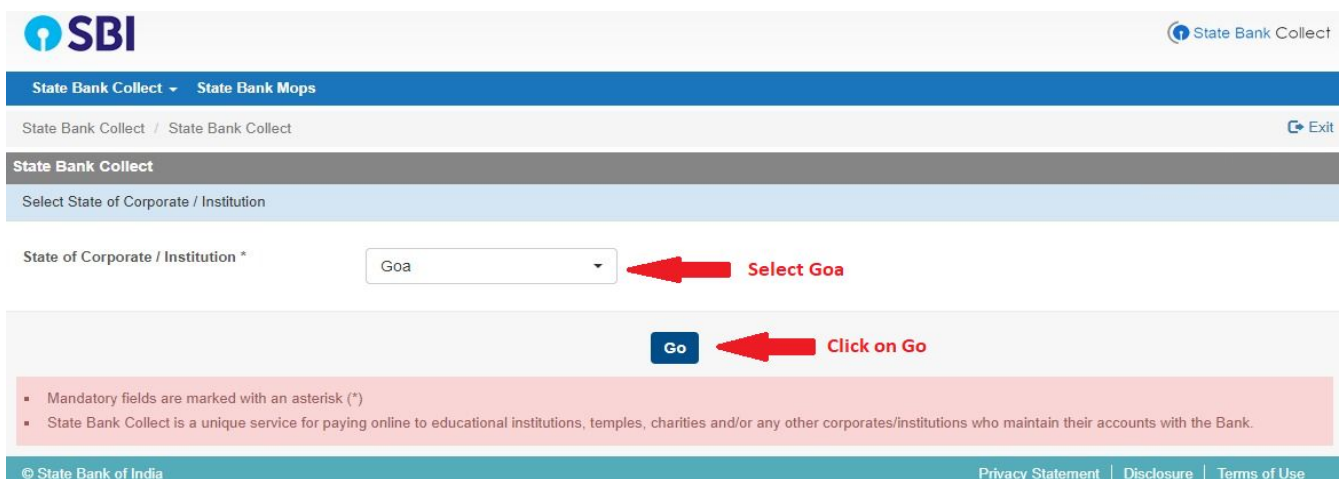 SBI
State Bank Collect
State Bank Collect State Bank Mops
State Bank Collect / State Bank Collect
Exit
State Bank Collect
Select State of Corporate / Institution
State of Corporate / Institution *
Goa
Select Goa
Go
Click on Go
Mandatory fields are marked with an asterisk (*)
State Bank Collect is a unique service for paying online to educational institutions, temples, charities and/or any other corporates/institutions who maintain their accounts with the Bank.
© State Bank of India
Privacy Statement | Disclosure | Terms of Use